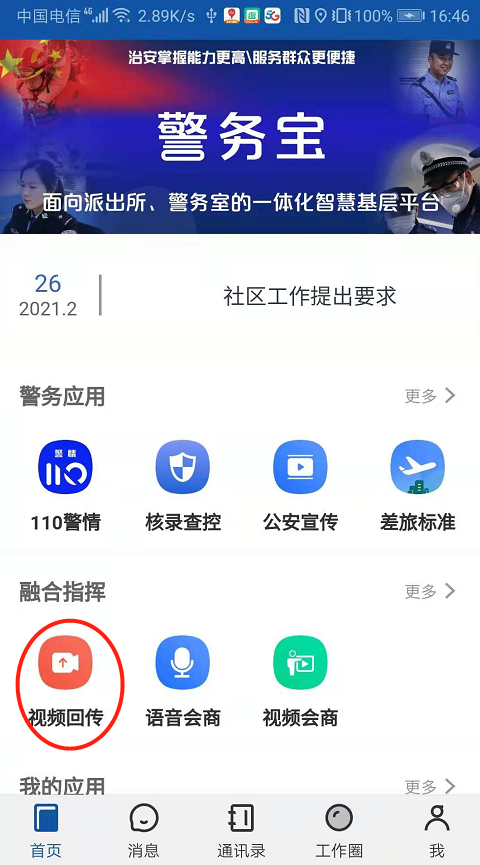 中国电信 4G 2.89K/s 100% 16:46
治安掌握能力更高\服务群众更便捷
警务宝
面向派出所、警务室的一体化智慧基层平台
26
2021.2
社区工作提出要求
警务应用 更多
警情
110
110警情 核录查控 公安宣传 差旅标准
融合指挥 更多
视频回传 语音会商 视频会商
我的应用 更多
首页 消息 通讯录 工作圈 我